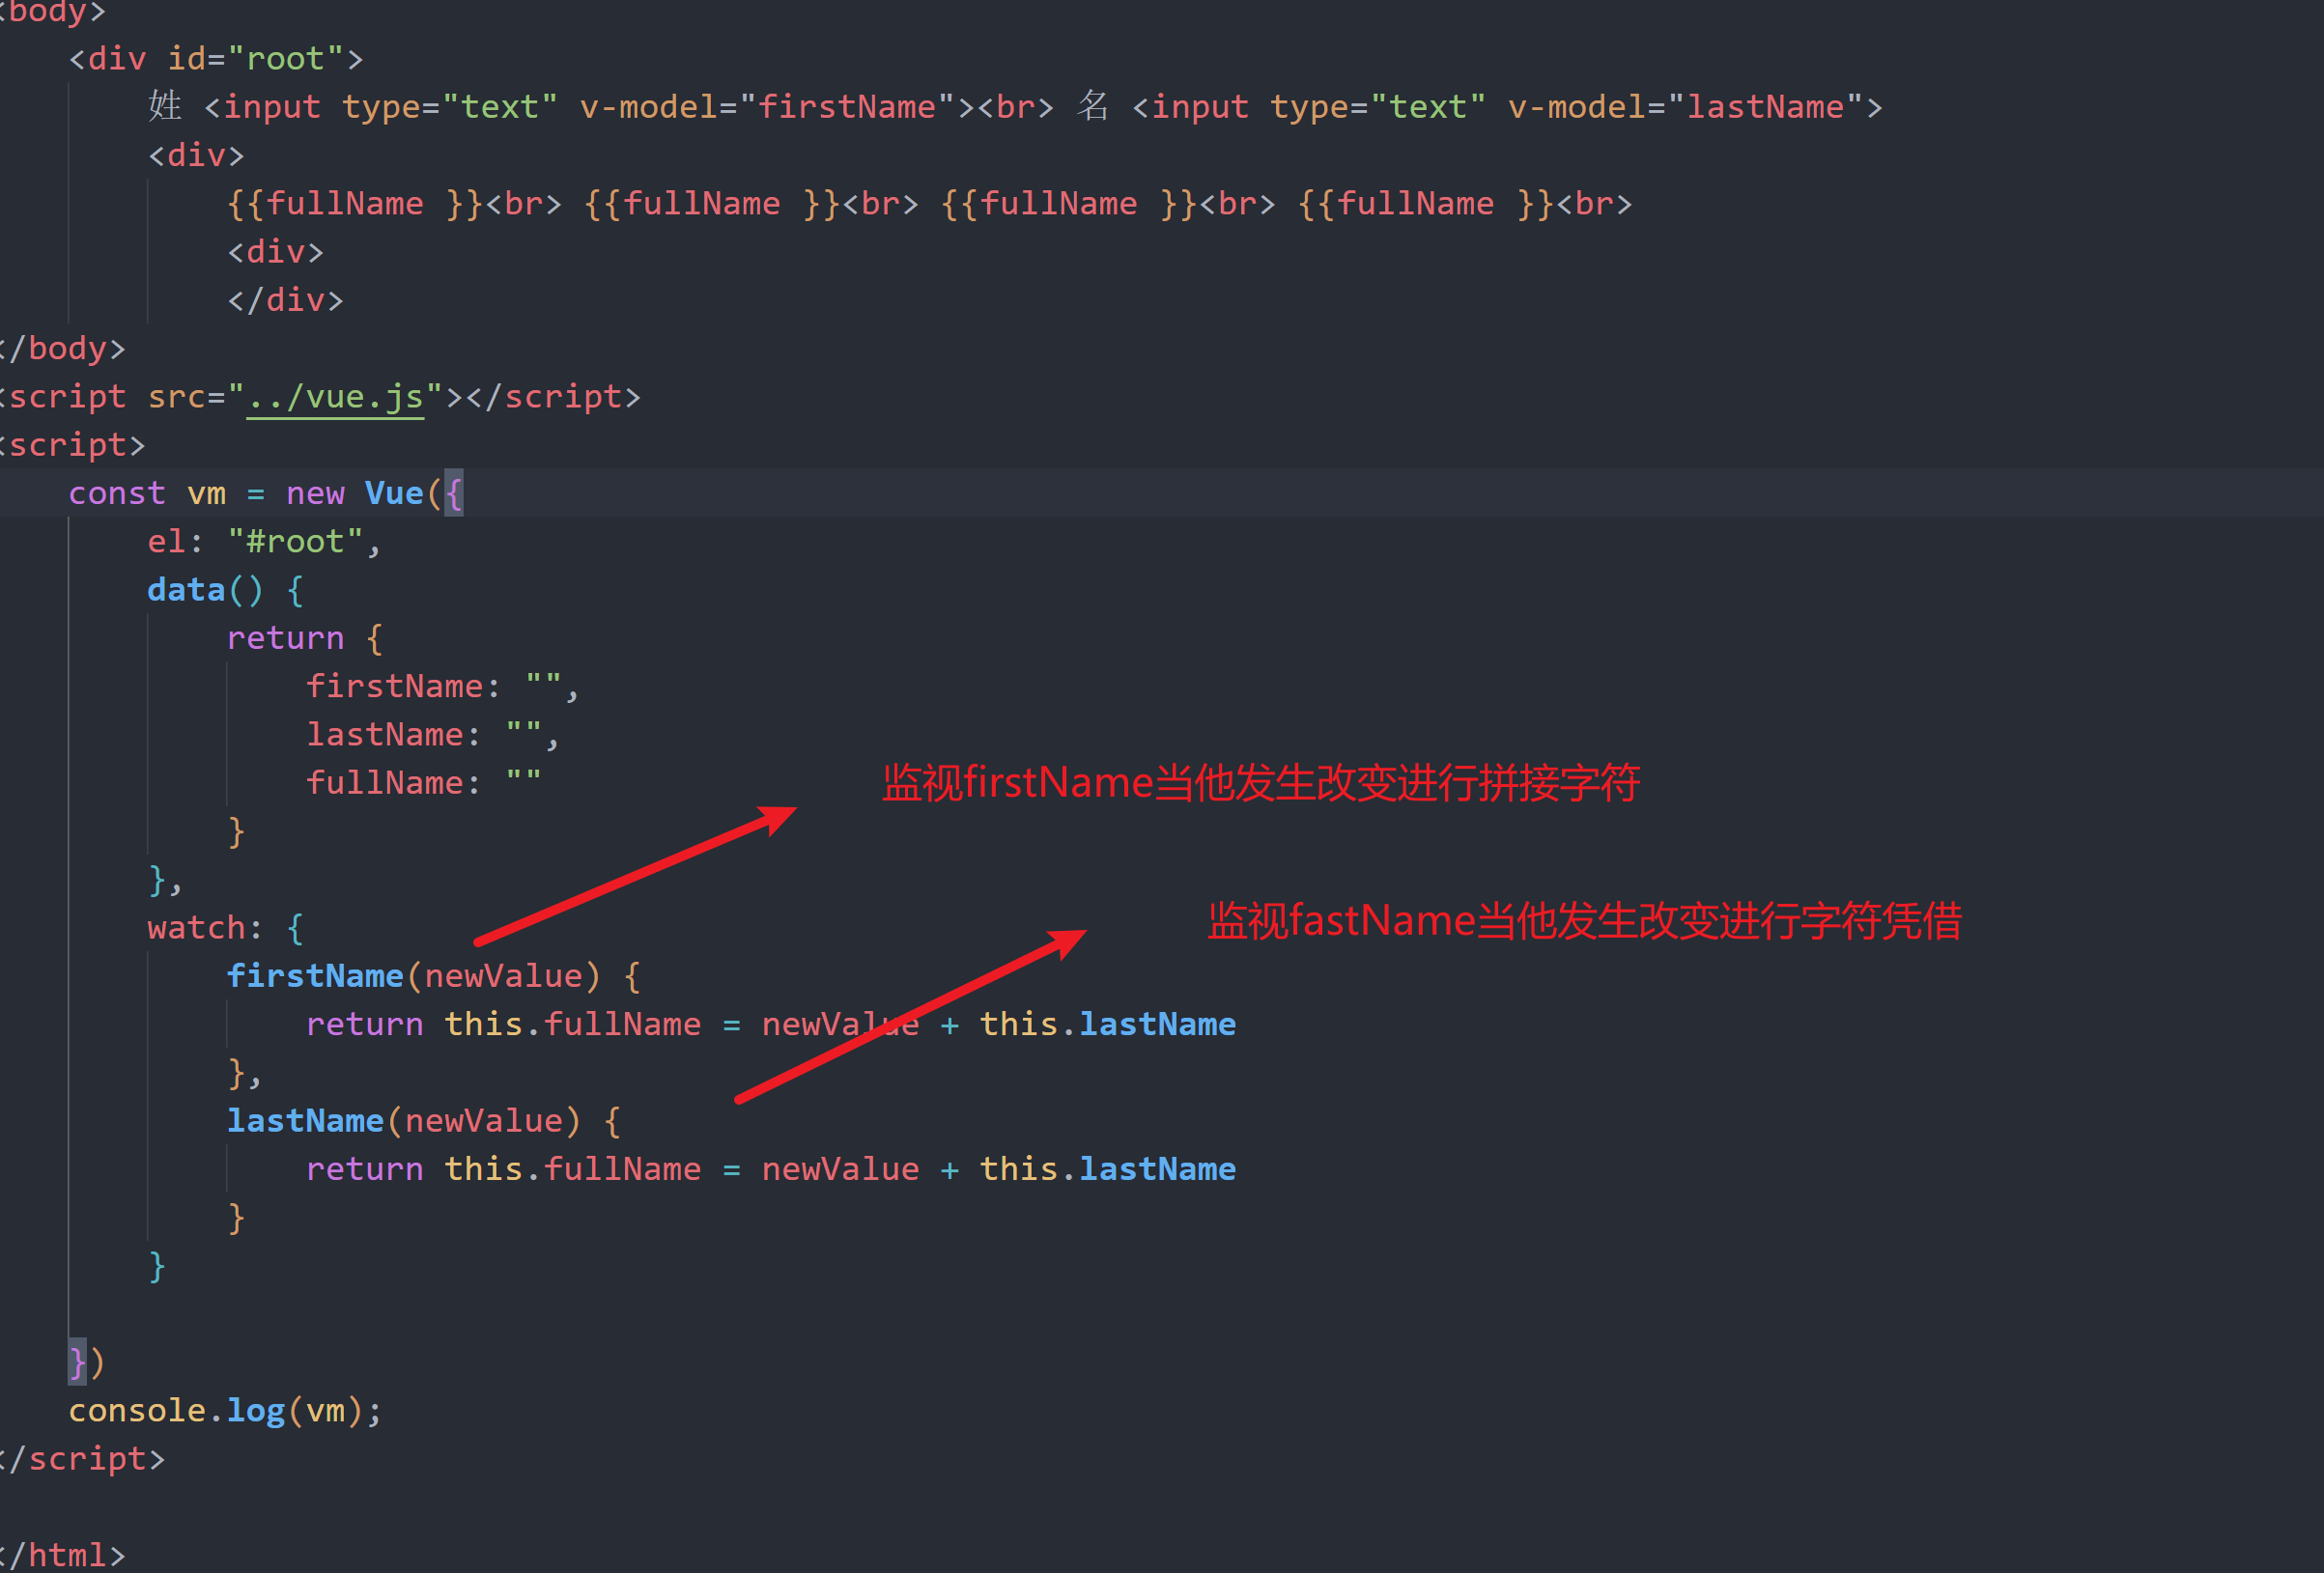 <body>
<div id="root">
姓 <input type="text" v-model="firstName"><br> 名 <input type="text" v-model="lastName">
<div>
{{fullName }}<br> {{fullName }}<br> {{fullName }}<br> {{fullName }}<br>
<div>
</div>
</body>
<script src="../vue.js"></script>
<script>
const vm = new Vue({
el: "#root",
data() {
return {
firstName: "",
lastName: "",
fullName: ""
监视firstName当他发生改变进行拼接字符
}
},
监视fastName当他发生改变进行字符凭借
watch: {
firstName(newValue) {
return this.fullName = newValue + this.lastName
},
lastName(newValue) {
return this.fullName = newValue + this.lastName
}
}
})
console.log(vm);
</script>
</html>